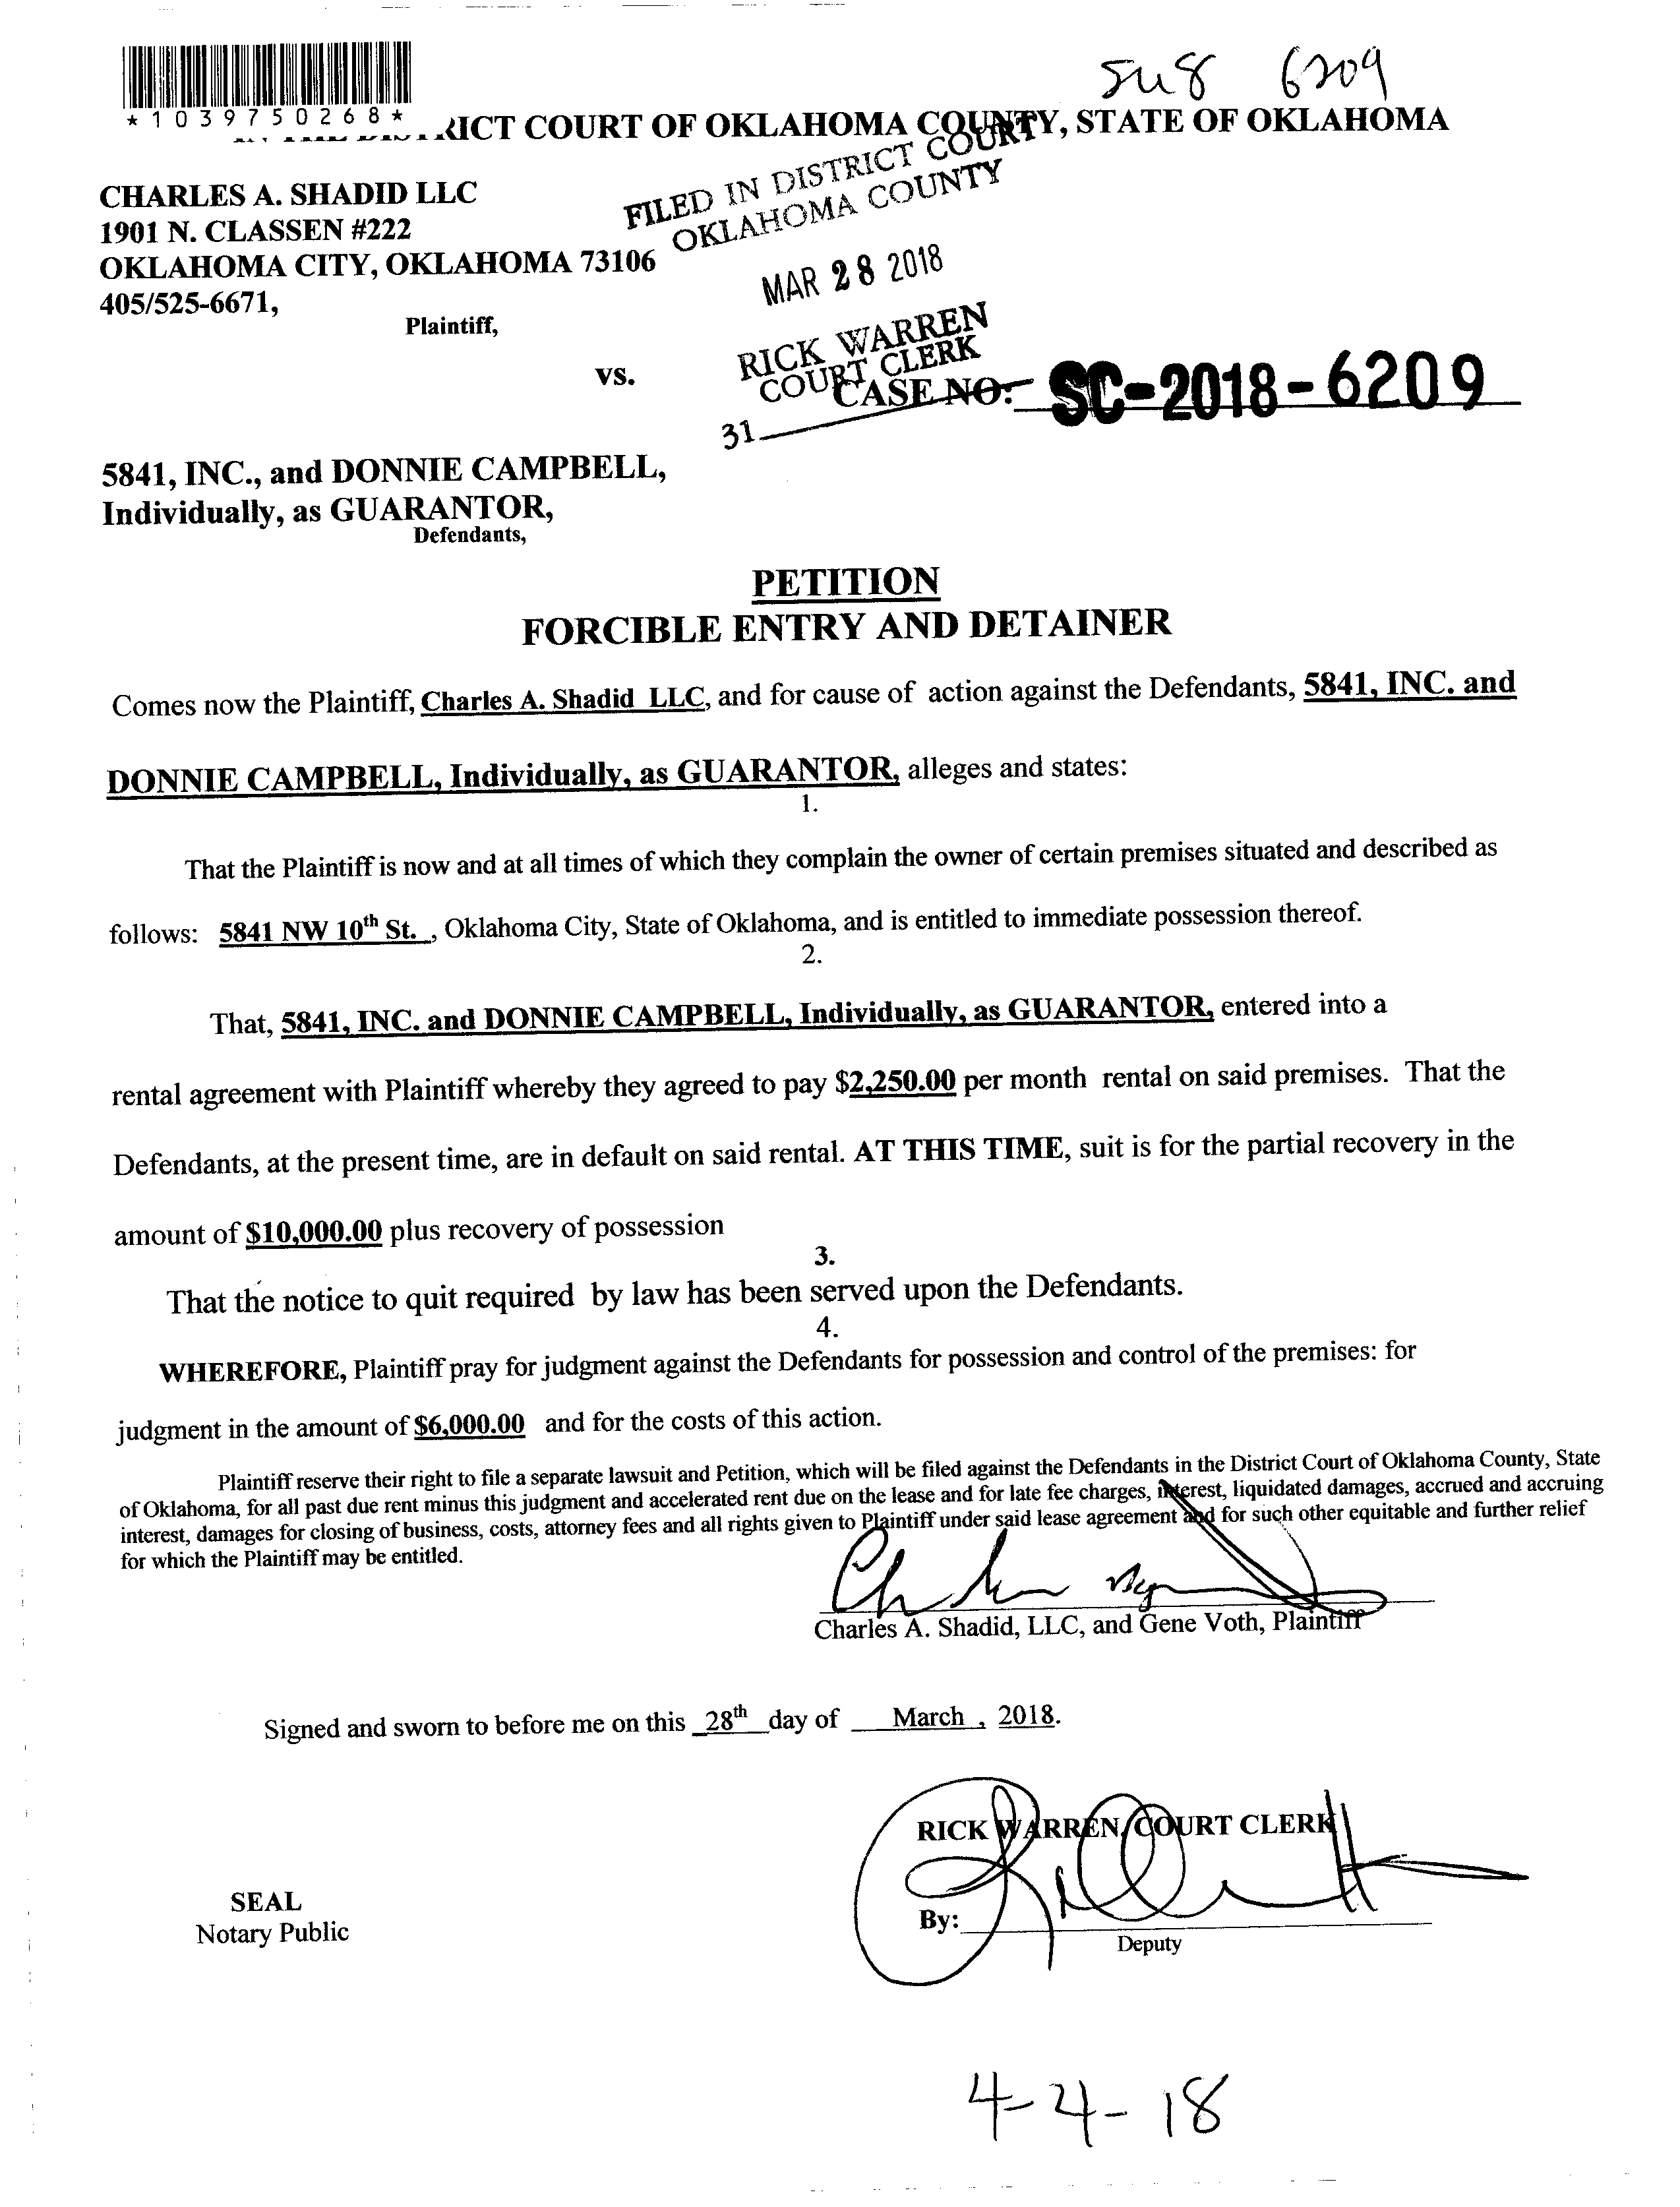 6209
*1039750268*
RICT COURT OF OKLAHOMA COUNTY, STATE OF OKLAHOMA
FILED IN DISTRICT COURT
OKLAHOMA COUNTY
MAR 28 2018
RICK WARREN
COURT CLERK
31
CHARLES A. SHADID LLC
1901 N. CLASSEN #222
OKLAHOMA CITY, OKLAHOMA 73106
405/525-6671,
Plaintiff,
vs.
CASE NO: SC-2018-6209
5841, INC., and DONNIE CAMPBELL,
Individually, as GUARANTOR,
Defendants,
PETITION
FORCIBLE ENTRY AND DETAINER
Comes now the Plaintiff, Charles A. Shadid LLC, and for cause of action against the Defendants, 5841, INC. and
DONNIE CAMPBELL, Individually, as GUARANTOR, alleges and states:
1.
That the Plaintiff is now and at all times of which they complain the owner of certain premises situated and described as
follows: 5841 NW 10th St. , Oklahoma City, State of Oklahoma, and is entitled to immediate possession thereof.
2.
That, 5841, INC. and DONNIE CAMPBELL, Individually, as GUARANTOR, entered into a
rental agreement with Plaintiff whereby they agreed to pay $2,250.00 per month rental on said premises. That the
Defendants, at the present time, are in default on said rental. AT THIS TIME, suit is for the partial recovery in the
amount of $10,000.00 plus recovery of possession
3.
That the notice to quit required by law has been served upon the Defendants.
4.
WHEREFORE, Plaintiff pray for judgment against the Defendants for possession and control of the premises: for
judgment in the amount of $6,000.00 and for the costs of this action.
Plaintiff reserve their right to file a separate lawsuit and Petition, which will be filed against the Defendants in the District Court of Oklahoma County, State
of Oklahoma, for all past due rent minus this judgment and accelerated rent due on the lease and for late fee charges, interest, liquidated damages, accrued and accruing
interest, damages for closing of business, costs, attorney fees and all rights given to Plaintiff under said lease agreement and for such other equitable and further relief
for which the Plaintiff may be entitled.
Charles A. Shadid, LLC, and Gene Voth, Plaintiff
Signed and sworn to before me on this 28th day of March , 2018.
RICK WARREN, COURT CLERK
SEAL
Notary Public
By:
Deputy
4-4-18